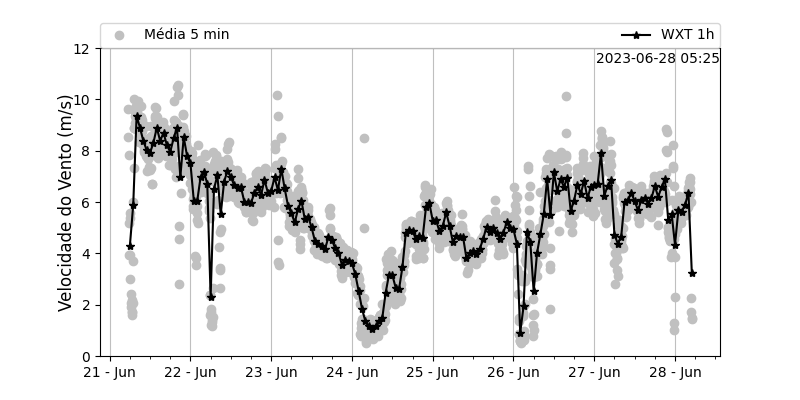 Média 5 min
WXT 1h
2023-06-28 05:25
Velocidade do Vento (m/s)
12
10
8
6
4
2
0
21 - Jun
22 - Jun
23 - Jun
24 - Jun
25 - Jun
26 - Jun
27 - Jun
28 - Jun